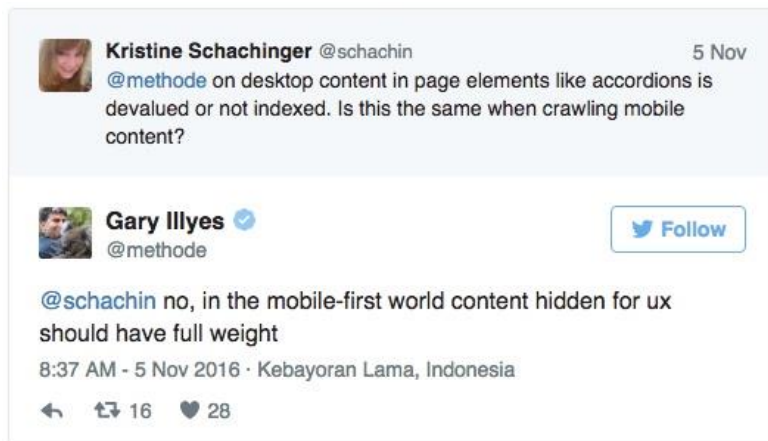 Kristine Schachinger @schachin 5 Nov
@methode on desktop content in page elements like accordions is
devalued or not indexed. Is this the same when crawling mobile
content?
Gary Illyes
@methode
Follow
@schachin no, in the mobile-first world content hidden for ux
should have full weight
8:37 AM - 5 Nov 2016 · Kebayoran Lama, Indonesia
16 28